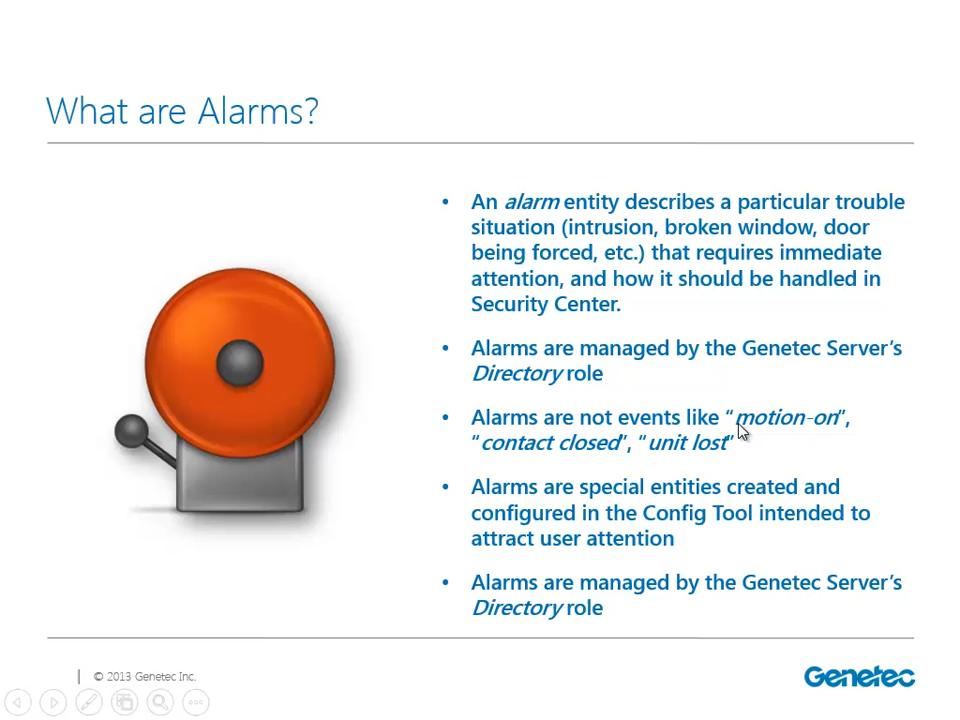 What are Alarms?
• An alarm entity describes a particular trouble
situation (intrusion, broken window, door
being forced, etc.) that requires immediate
attention, and how it should be handled in
Security Center.
• Alarms are managed by the Genetec Server’s
Directory role
• Alarms are not events like “motion-on”,
“contact closed”, “unit lost”
• Alarms are special entities created and
configured in the Config Tool intended to
attract user attention
• Alarms are managed by the Genetec Server’s
Directory role
| © 2013 Genetec Inc.
Genetec